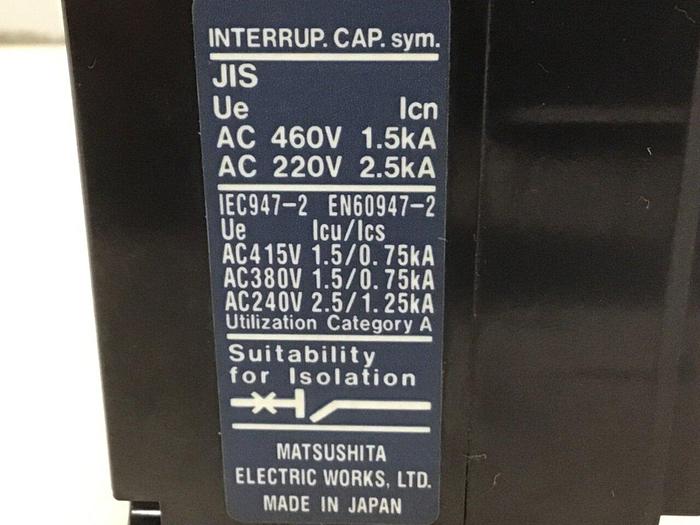 INTERRUP. CAP. sym.
JIS
Ue Icn
AC 460V 1.5kA
AC 220V 2.5kA
IEC947-2 EN60947-2
Ue Icu/Ics
AC415V 1.5/0.75kA
AC380V 1.5/0.75kA
AC240V 2.5/1.25kA
Utilization Category A
Suitability
for Isolation
MATSUSHITA
ELECTRIC WORKS, LTD.
MADE IN JAPAN